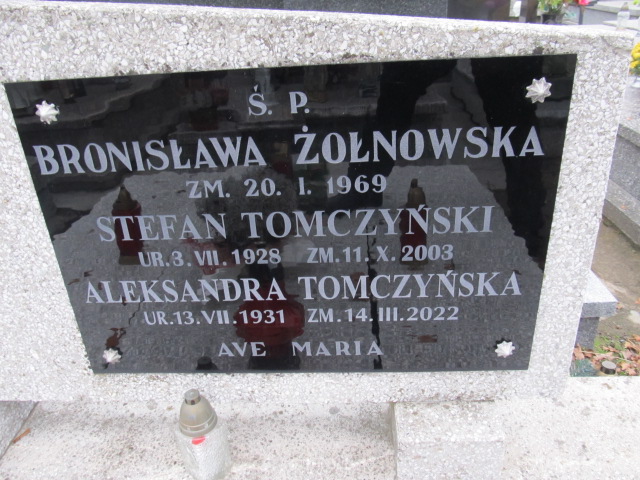 Ś. P.
BRONISŁAWA ŻOŁNOWSKA
ZM. 20. I. 1969
STEFAN TOMCZYŃSKI
UR. 3. VII. 1928 ZM. 11. X. 2003
ALEKSANDRA TOMCZYŃSKA
UR. 13. VII. 1931 ZM. 14. III. 2022
AVE MARIA